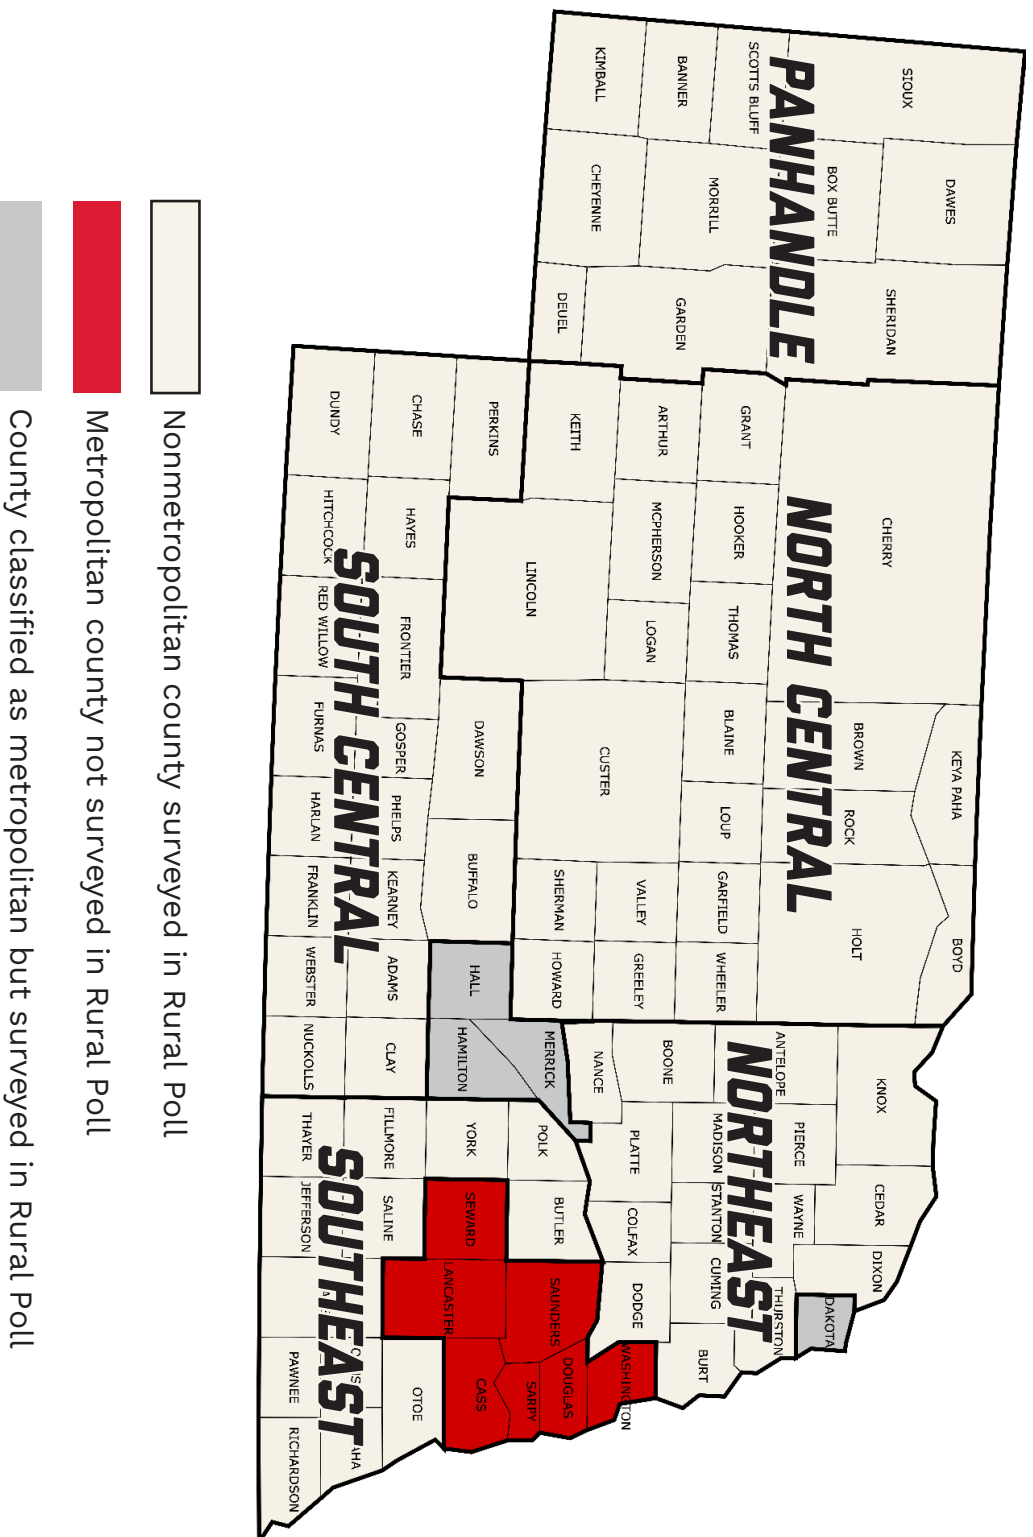 PANHANDLE
SIOUX
DAWES
SCOTTS BLUFF
BOX BUTTE
SHERIDAN
BANNER
MORRILL
GARDEN
KIMBALL
CHEYENNE
DEUEL
NORTH CENTRAL
CHERRY
KEYA PAHA
BOYD
BROWN
ROCK
HOLT
GRANT
HOOKER
THOMAS
BLAINE
LOUP
GARFIELD
WHEELER
ARTHUR
MCPHERSON
LOGAN
CUSTER
VALLEY
GREELEY
KEITH
LINCOLN
SHERMAN
HOWARD
NORTHEAST
KNOX
CEDAR
DIXON
DAKOTA
ANTELOPE
PIERCE
WAYNE
THURSTON
BOONE
MADISON
STANTON
CUMING
BURT
NANCE
PLATTE
COLFAX
DODGE
WASHINGTON
SOUTH CENTRAL
PERKINS
CHASE
HAYES
FRONTIER
GOSPER
PHELPS
KEARNEY
ADAMS
CLAY
DAWSON
BUFFALO
HALL
HAMILTON
MERRICK
DUNDY
HITCHCOCK
RED WILLOW
FURNAS
HARLAN
FRANKLIN
WEBSTER
NUCKOLLS
SOUTHEAST
POLK
BUTLER
SAUNDERS
DOUGLAS
SARPY
YORK
SEWARD
LANCASTER
CASS
FILLMORE
SALINE
OTOE
THAYER
JEFFERSON
PAWNEE
RICHARDSON
Nonmetropolitan county surveyed in Rural Poll
Metropolitan county not surveyed in Rural Poll
County classified as metropolitan but surveyed in Rural Poll